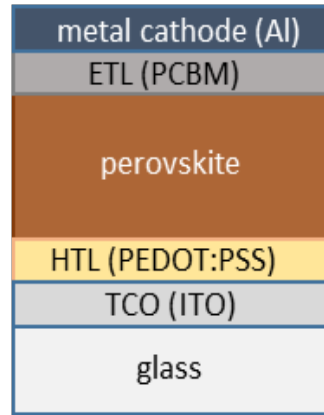 metal cathode (Al)
ETL (PCBM)
perovskite
HTL (PEDOT:PSS)
TCO (ITO)
glass